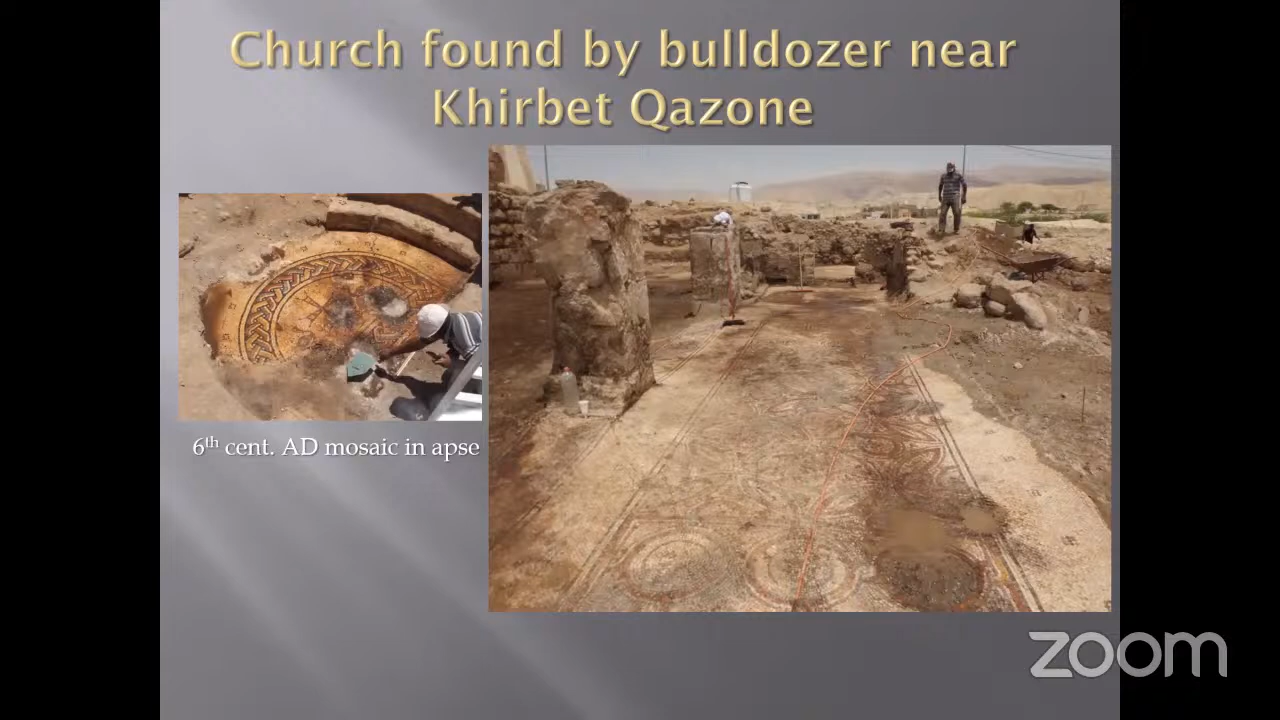 Church found by bulldozer near
Khirbet Qazone
6th cent. AD mosaic in apse
zoom